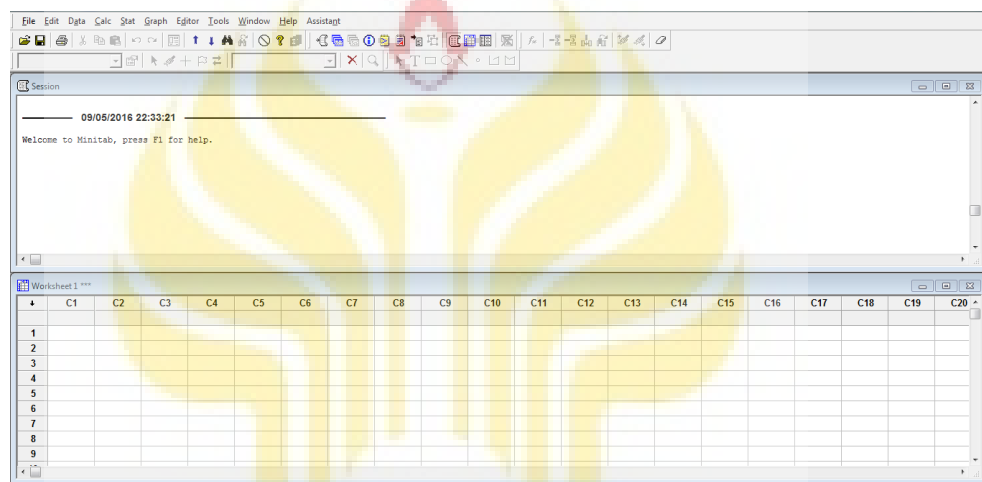 File Edit Data Calc Stat Graph Editor Tools Window Help Assistant
Session
09/05/2016 22:33:21
Welcome to Minitab, press F1 for help.
Worksheet 1 ***
C1 C2 C3 C4 C5 C6 C7 C8 C9 C10 C11 C12 C13 C14 C15 C16 C17 C18 C19 C20
1
2
3
4
5
6
7
8
9